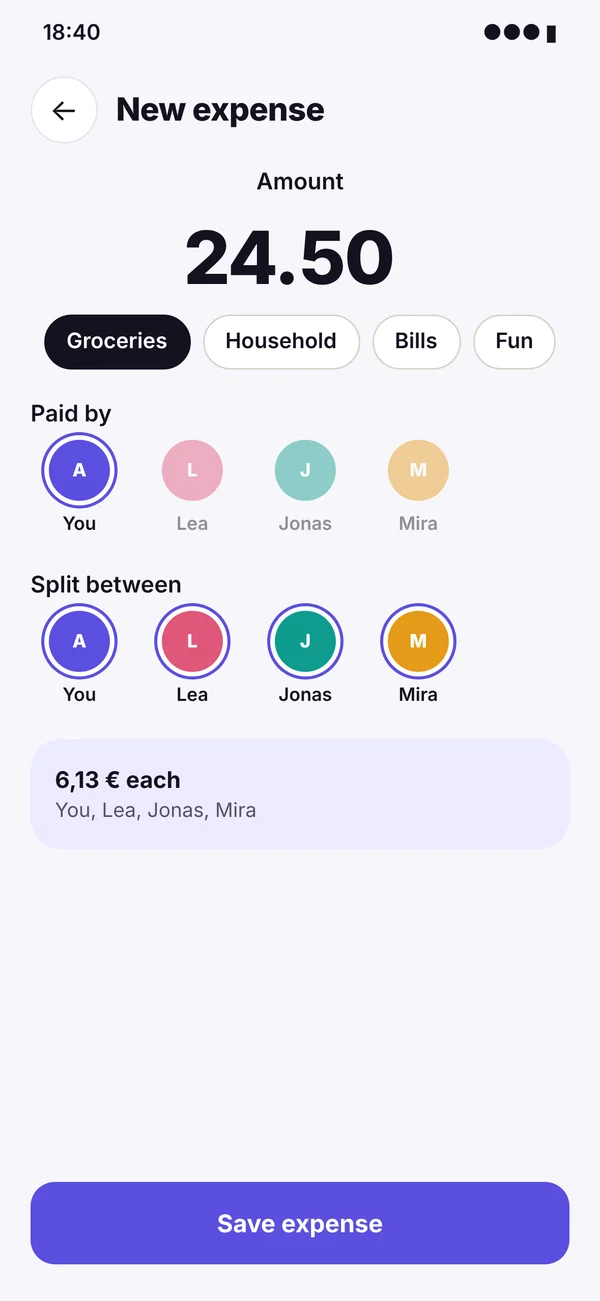 18:40
New expense
Amount
24.50
Groceries Household Bills Fun
Paid by
A L J M
You Lea Jonas Mira
Split between
A L J M
You Lea Jonas Mira
6,13 € each
You, Lea, Jonas, Mira
Save expense